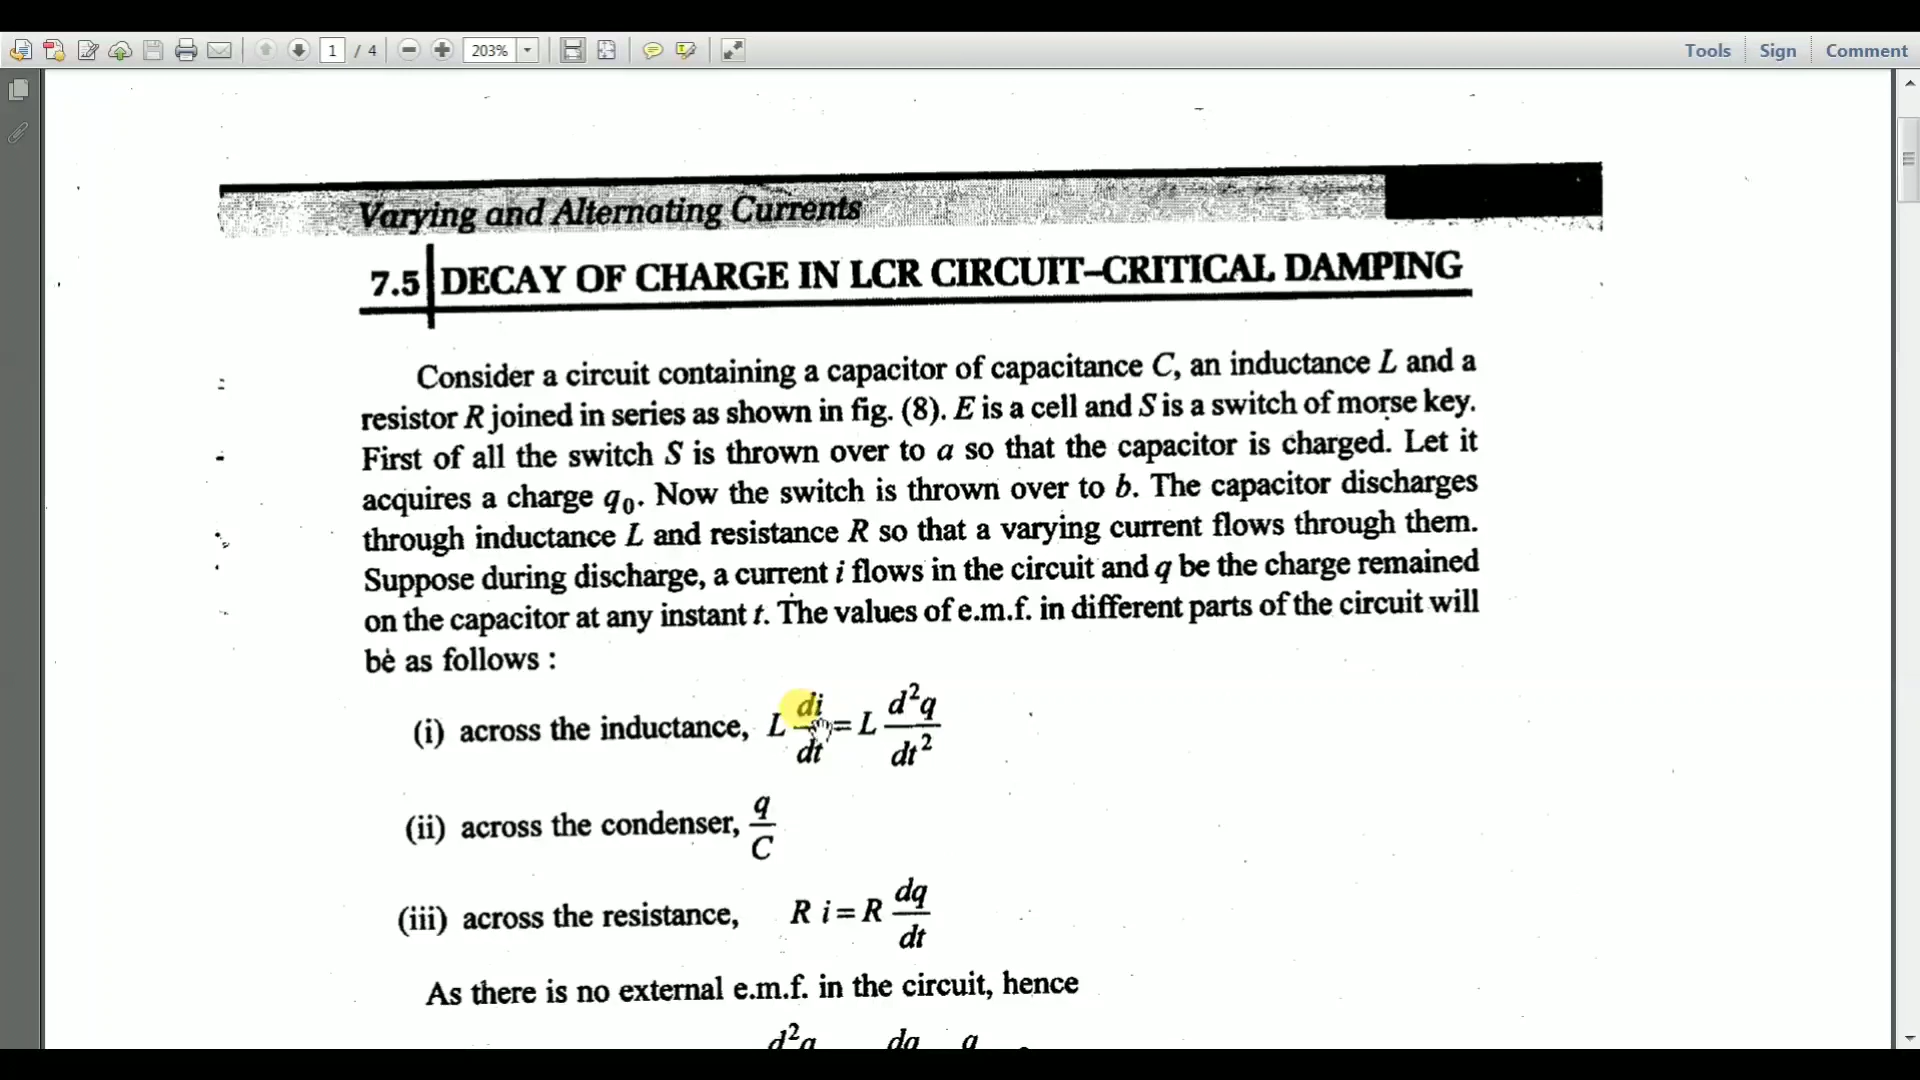 1 / 4 203% Tools Sign Comment
Varying and Alternating Currents
7.5 DECAY OF CHARGE IN LCR CIRCUIT–CRITICAL DAMPING
Consider a circuit containing a capacitor of capacitance C, an inductance L and a
resistor R joined in series as shown in fig. (8). E is a cell and S is a switch of morse key.
First of all the switch S is thrown over to a so that the capacitor is charged. Let it
acquires a charge q₀. Now the switch is thrown over to b. The capacitor discharges
through inductance L and resistance R so that a varying current flows through them.
Suppose during discharge, a current i flows in the circuit and q be the charge remained
on the capacitor at any instant t. The values of e.m.f. in different parts of the circuit will
be as follows :
(i) across the inductance, L di/dt = L d²q/dt²
(ii) across the condenser, q/C
(iii) across the resistance, R i = R dq/dt
As there is no external e.m.f. in the circuit, hence
d²q dq q